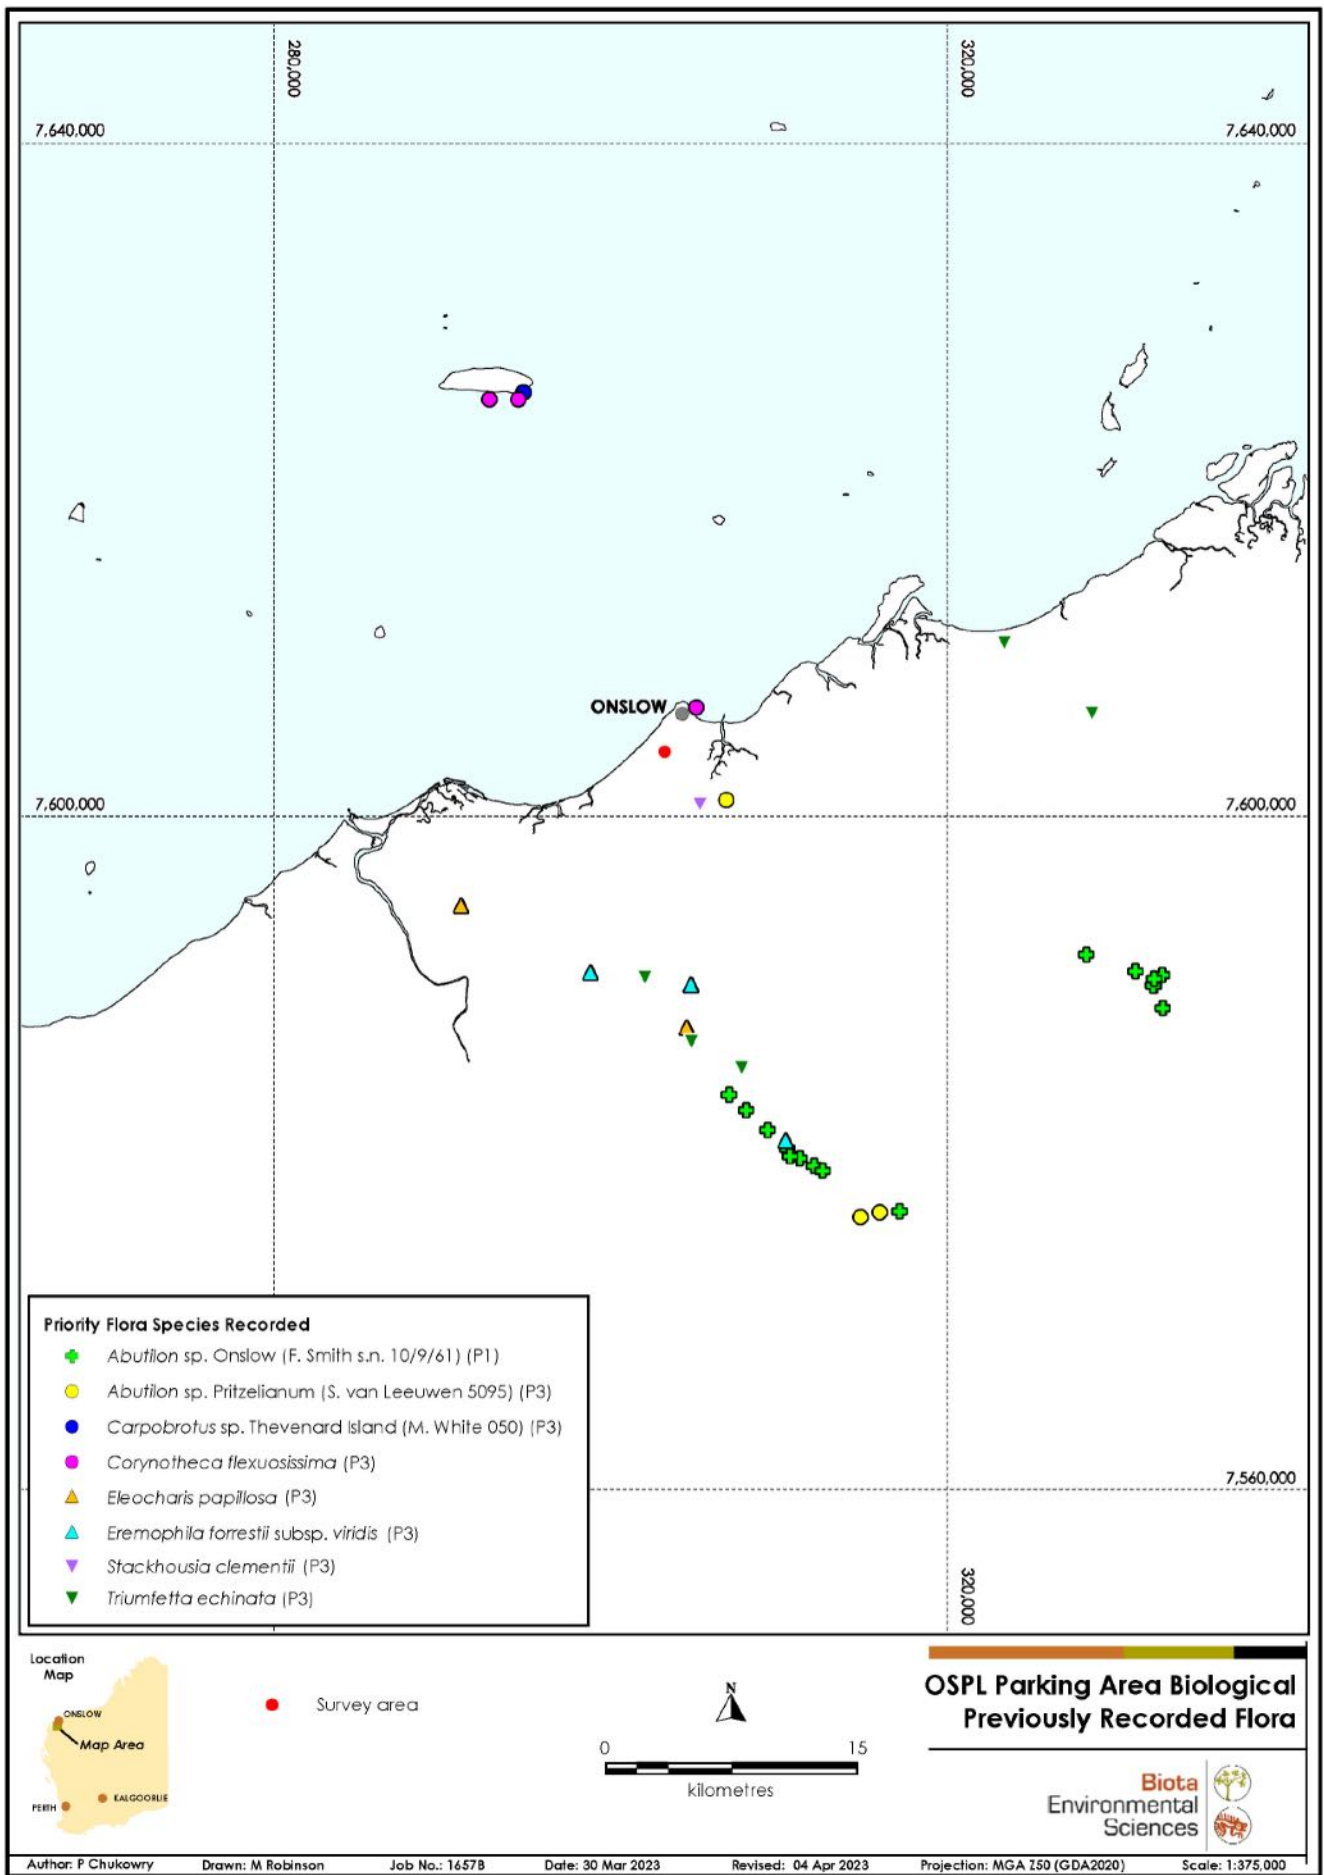 280,000
320,000
7,640,000
7,640,000
ONSLOW
7,600,000
7,600,000
7,560,000
320,000
Priority Flora Species Recorded
Abutilon sp. Onslow (F. Smith s.n. 10/9/61) (P1)
Abutilon sp. Pritzelianum (S. van Leeuwen 5095) (P3)
Carpobrotus sp. Thevenard Island (M. White 050) (P3)
Corynotheca flexuosissima (P3)
Eleocharis papillosa (P3)
Eremophila forrestii subsp. viridis (P3)
Stackhousia clementii (P3)
Triumfetta echinata (P3)
Location
Map
ONSLOW
Map Area
PERTH
KALGOORLIE
Survey area
N
0 15
kilometres
OSPL Parking Area Biological
Previously Recorded Flora
Biota
Environmental
Sciences
Author: P Chukowry Drawn: M Robinson Job No.: 1657B Date: 30 Mar 2023 Revised: 04 Apr 2023 Projection: MGA Z50 (GDA2020) Scale: 1:375,000